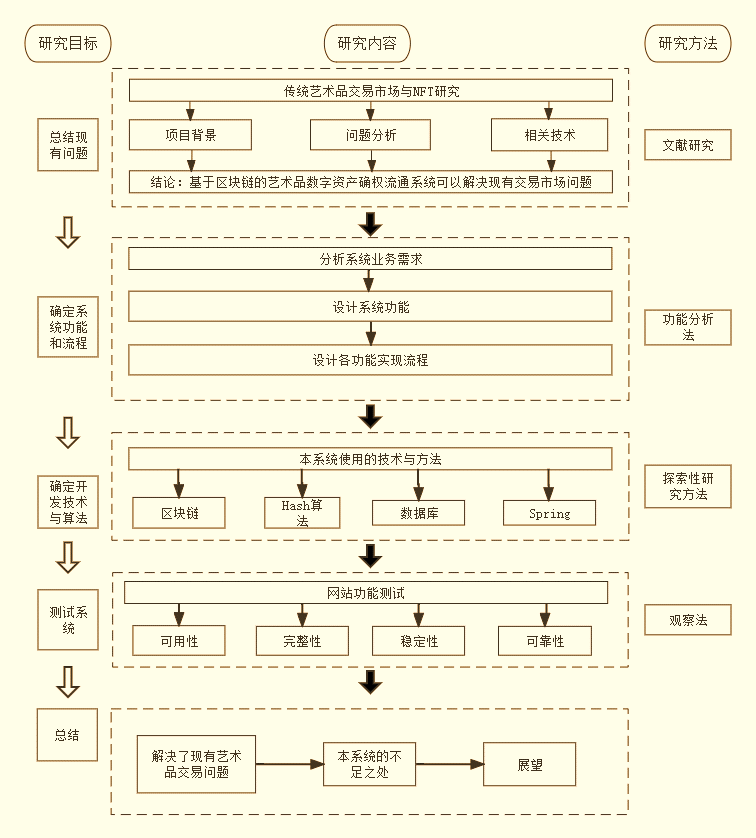 研究目标
研究内容
研究方法
传统艺术品交易市场与NFT研究
总结现
有问题
项目背景
问题分析
相关技术
文献研究
结论: 基于区块链的艺术品数字资产确权流通系统可以解决现有交易市场问题
确定系
统功能
和流程
分析系统业务需求
设计系统功能
设计各功能实现流程
功能分析
法
确定开
发技术
与算法
本系统使用的技术与方法
区块链
Hash算
法
数据库
Spring
探索性研
究方法
测试系
统
网站功能测试
可用性
完整性
稳定性
可靠性
观察法
总结
解决了现有艺术
品交易问题
本系统的不
足之处
展望